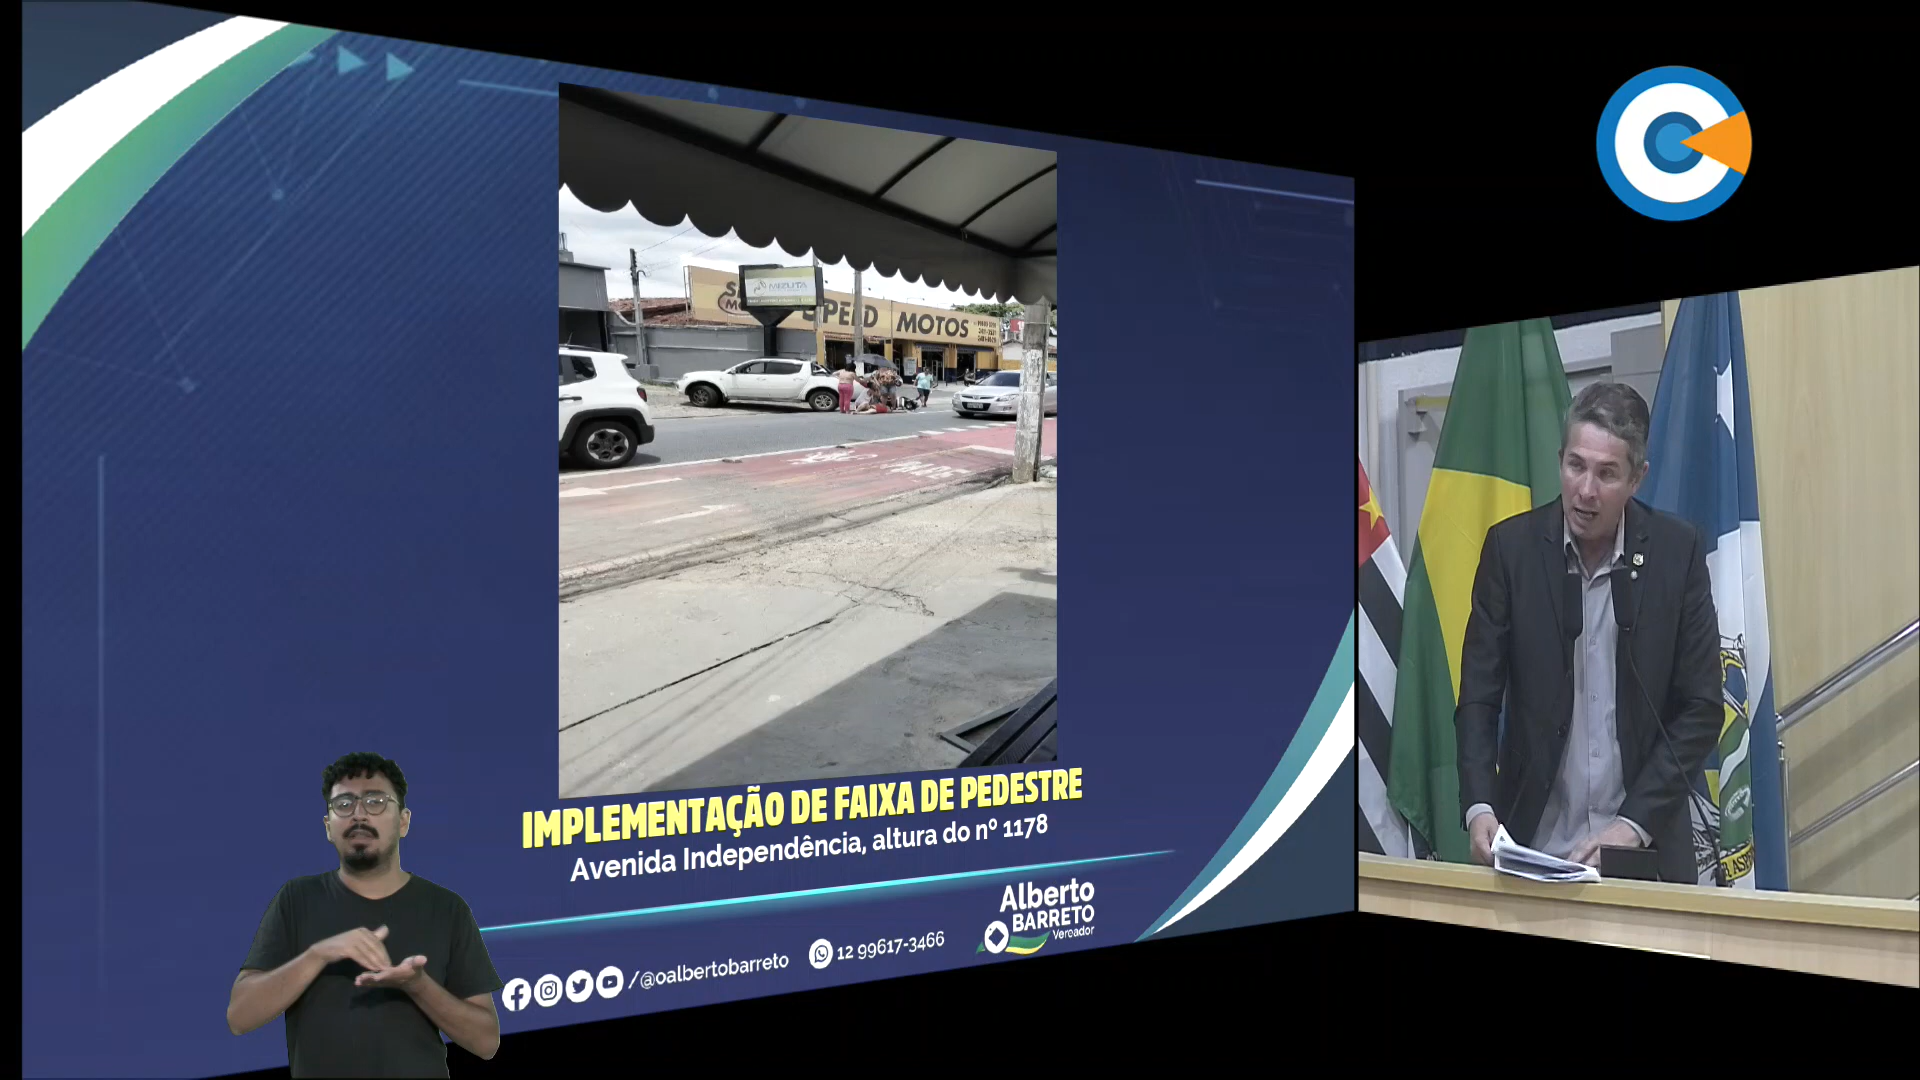 MIZUTA
SPEED MOTOS
IMPLEMENTAÇÃO DE FAIXA DE PEDESTRE
Avenida Independência, altura do nº 1178
Alberto
BARRETO
Vereador
/@oalbertobarreto
12 99617-3466